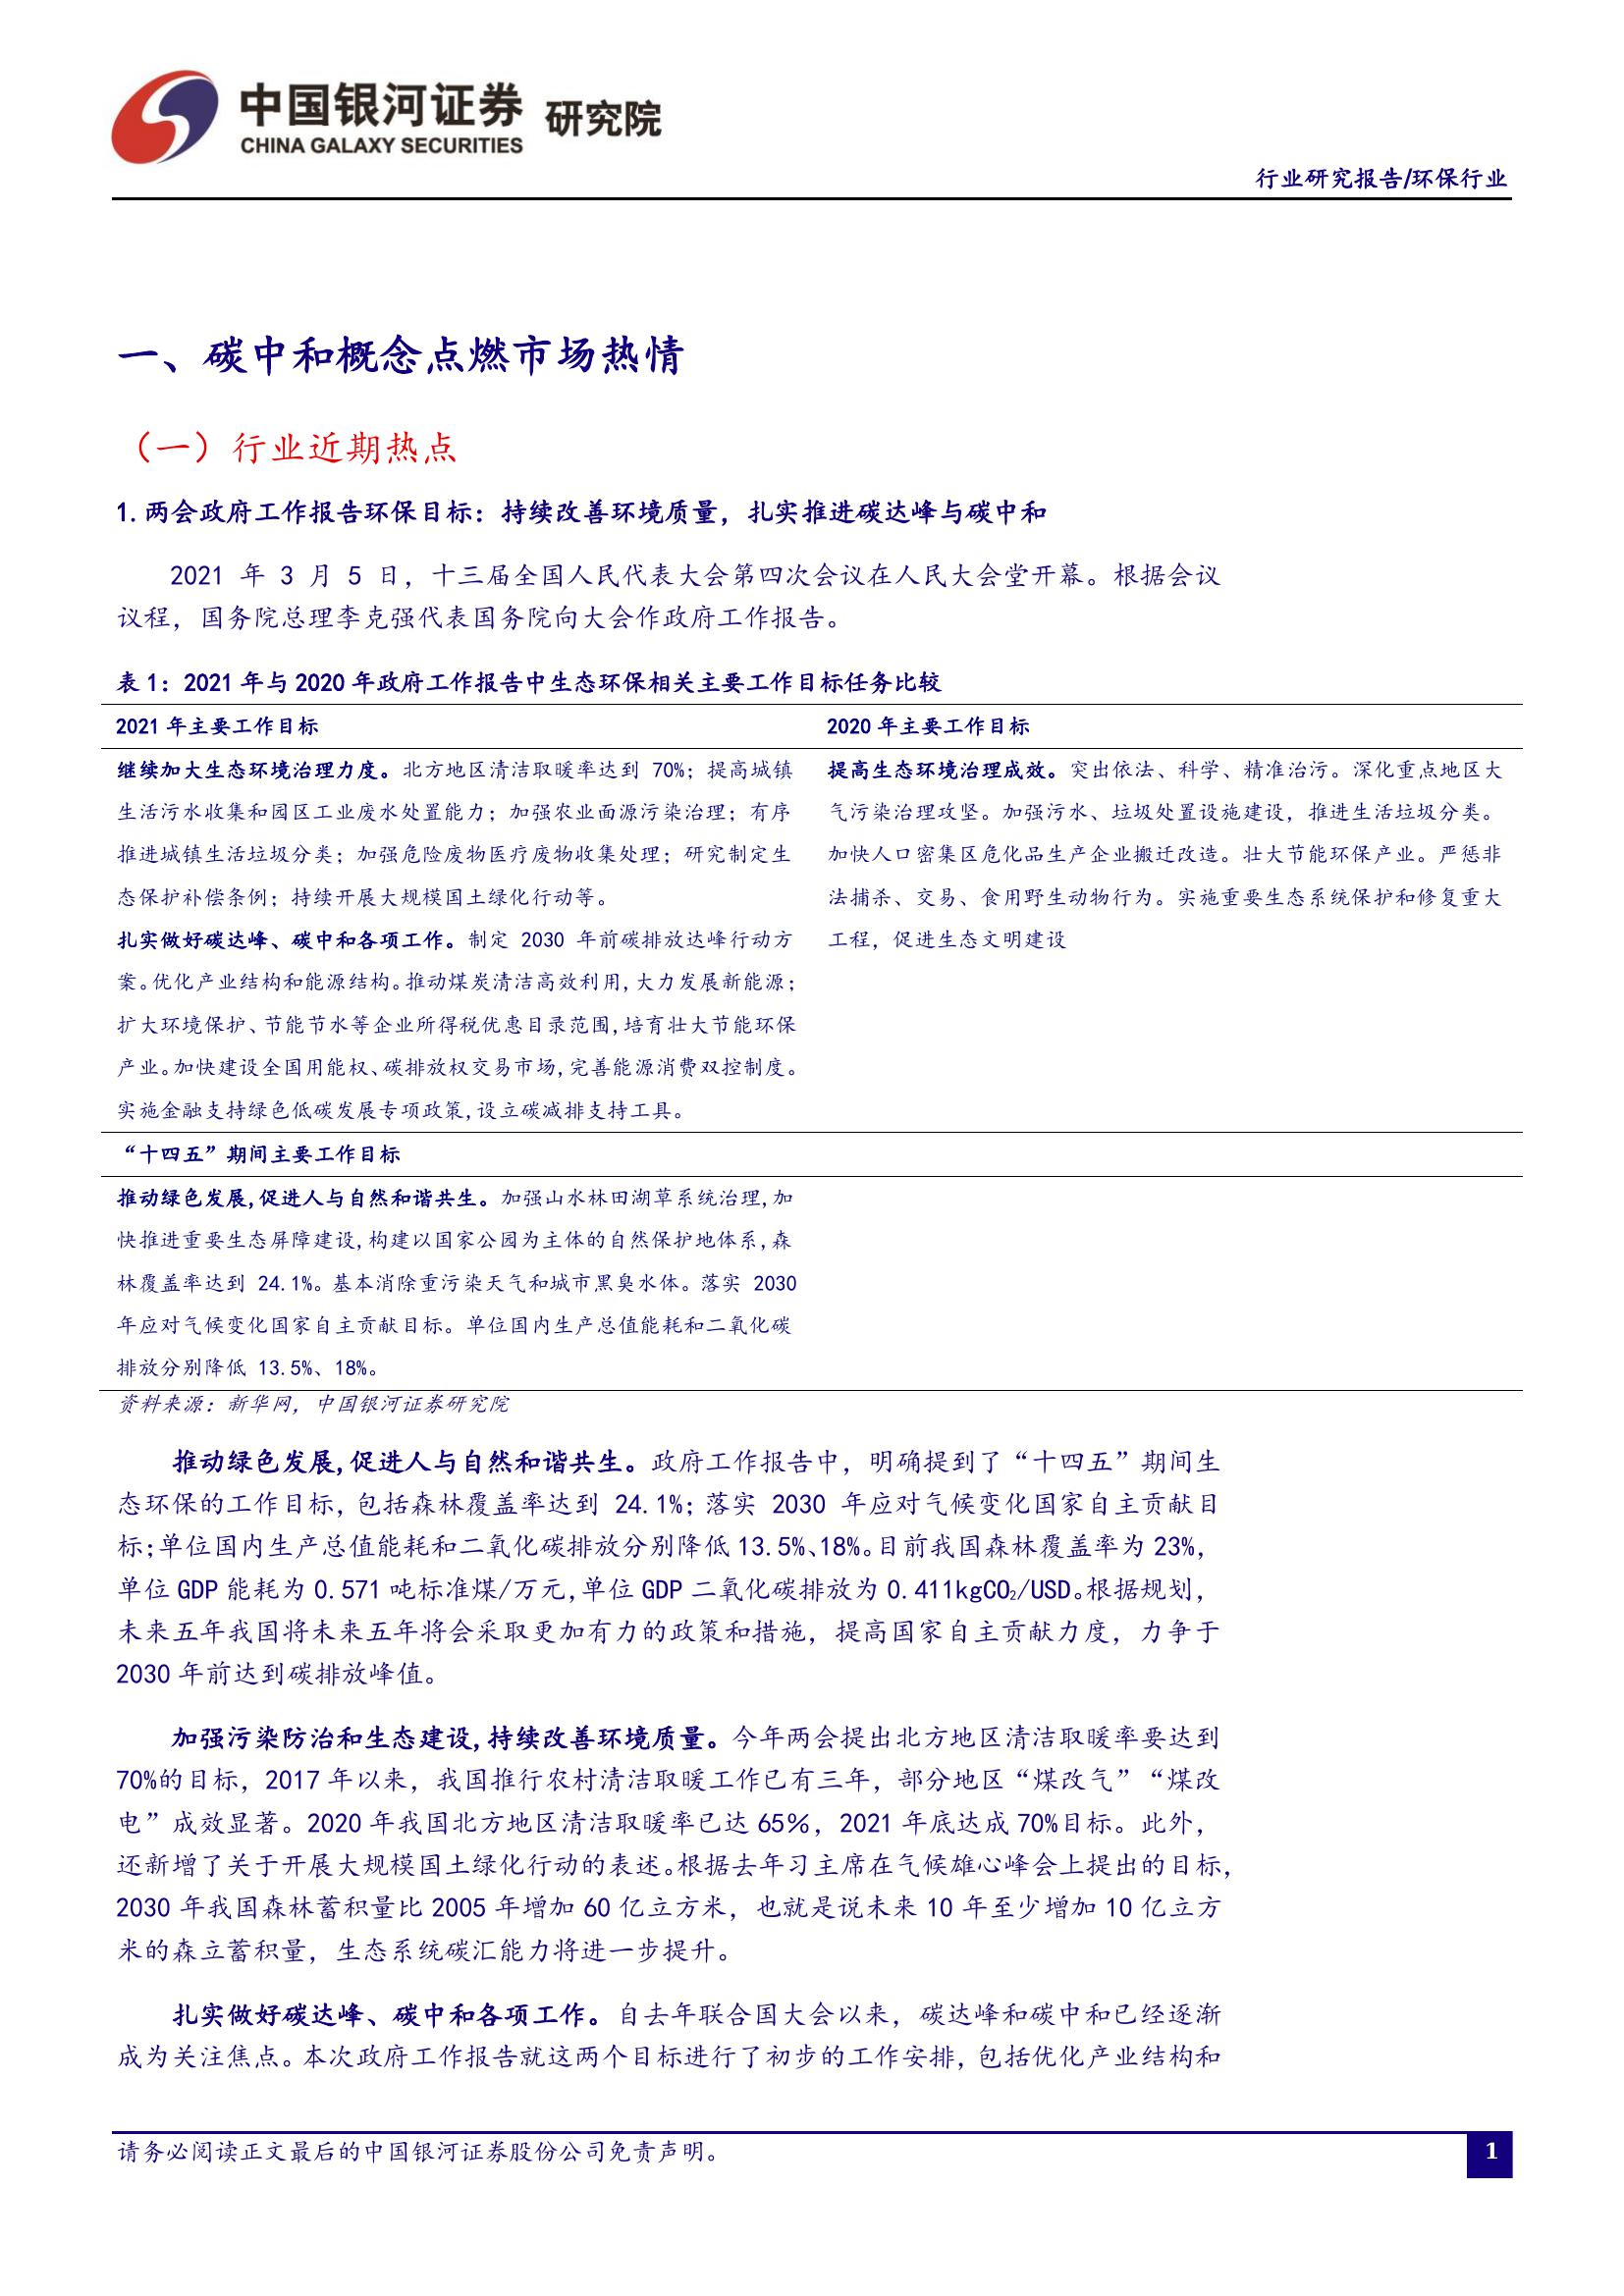 中国银河证券 研究院
CHINA GALAXY SECURITIES
行业研究报告/环保行业
一、碳中和概念点燃市场热情
（一）行业近期热点
1.两会政府工作报告环保目标：持续改善环境质量，扎实推进碳达峰与碳中和
2021 年 3 月 5 日，十三届全国人民代表大会第四次会议在人民大会堂开幕。根据会议
议程，国务院总理李克强代表国务院向大会作政府工作报告。
表 1：2021 年与 2020 年政府工作报告中生态环保相关主要工作目标任务比较
2021 年主要工作目标
继续加大生态环境治理力度。北方地区清洁取暖率达到 70%；提高城镇
生活污水收集和园区工业废水处置能力；加强农业面源污染治理；有序
推进城镇生活垃圾分类；加强危险废物医疗废物收集处理；研究制定生
态保护补偿条例；持续开展大规模国土绿化行动等。
扎实做好碳达峰、碳中和各项工作。制定 2030 年前碳排放达峰行动方
案。优化产业结构和能源结构。推动煤炭清洁高效利用,大力发展新能源；
扩大环境保护、节能节水等企业所得税优惠目录范围,培育壮大节能环保
产业。加快建设全国用能权、碳排放权交易市场,完善能源消费双控制度。
实施金融支持绿色低碳发展专项政策,设立碳减排支持工具。
2020 年主要工作目标
提高生态环境治理成效。突出依法、科学、精准治污。深化重点地区大
气污染治理攻坚。加强污水、垃圾处置设施建设，推进生活垃圾分类。
加快人口密集区危化品生产企业搬迁改造。壮大节能环保产业。严惩非
法捕杀、交易、食用野生动物行为。实施重要生态系统保护和修复重大
工程，促进生态文明建设
“十四五”期间主要工作目标
推动绿色发展,促进人与自然和谐共生。加强山水林田湖草系统治理,加
快推进重要生态屏障建设,构建以国家公园为主体的自然保护地体系,森
林覆盖率达到 24.1%。基本消除重污染天气和城市黑臭水体。落实 2030
年应对气候变化国家自主贡献目标。单位国内生产总值能耗和二氧化碳
排放分别降低 13.5%、18%。
资料来源：新华网，中国银河证券研究院
推动绿色发展,促进人与自然和谐共生。政府工作报告中，明确提到了“十四五”期间生
态环保的工作目标，包括森林覆盖率达到 24.1%；落实 2030 年应对气候变化国家自主贡献目
标；单位国内生产总值能耗和二氧化碳排放分别降低 13.5%、18%。目前我国森林覆盖率为 23%，
单位 GDP 能耗为 0.571 吨标准煤/万元,单位 GDP 二氧化碳排放为 0.411kgCO₂/USD。根据规划，
未来五年我国将未来五年将会采取更加有力的政策和措施，提高国家自主贡献力度，力争于
2030 年前达到碳排放峰值。
加强污染防治和生态建设,持续改善环境质量。今年两会提出北方地区清洁取暖率要达到
70%的目标，2017 年以来，我国推行农村清洁取暖工作已有三年，部分地区“煤改气”“煤改
电”成效显著。2020 年我国北方地区清洁取暖率已达 65%，2021 年底达成 70%目标。此外，
还新增了关于开展大规模国土绿化行动的表述。根据去年习主席在气候雄心峰会上提出的目标，
2030 年我国森林蓄积量比 2005 年增加 60 亿立方米，也就是说未来 10 年至少增加 10 亿立方
米的森立蓄积量，生态系统碳汇能力将进一步提升。
扎实做好碳达峰、碳中和各项工作。自去年联合国大会以来，碳达峰和碳中和已经逐渐
成为关注焦点。本次政府工作报告就这两个目标进行了初步的工作安排，包括优化产业结构和
请务必阅读正文最后的中国银河证券股份公司免责声明。
1